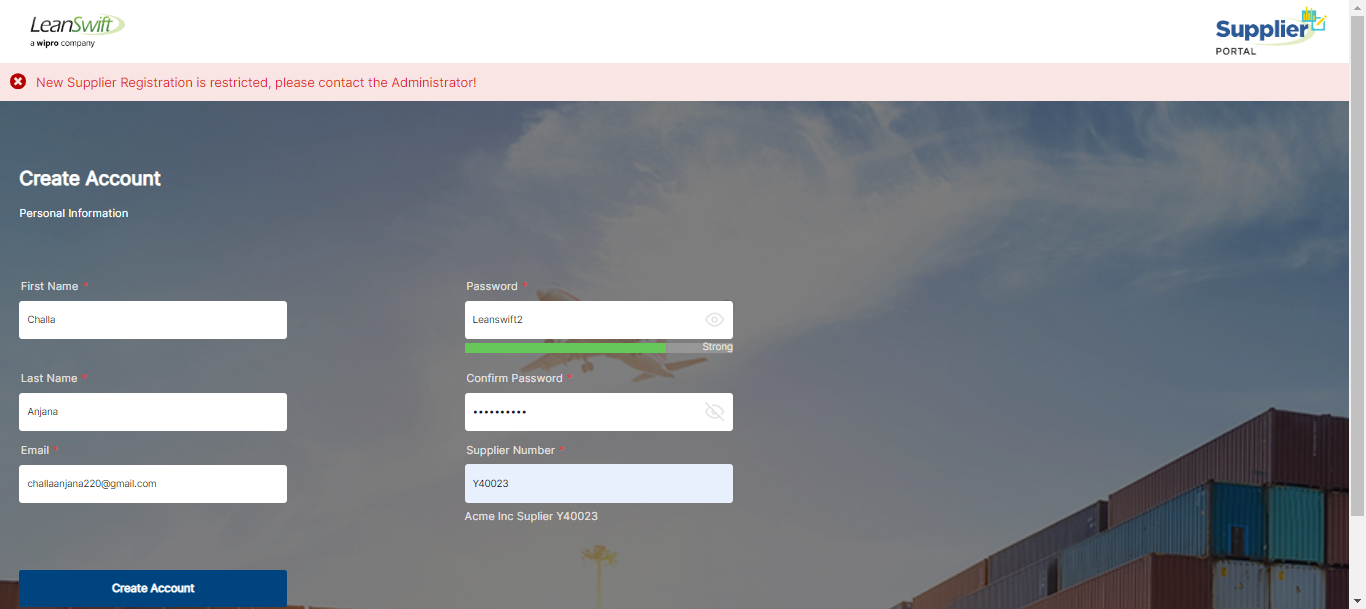 LeanSwift
a wipro company
Supplier
PORTAL
New Supplier Registration is restricted, please contact the Administrator!
Create Account
Personal Information
First Name *
Challa
Password *
Leanswift2
Strong
Last Name *
Anjana
Confirm Password *
••••••••••
Email *
challaanjana220@gmail.com
Supplier Number *
Y40023
Acme Inc Suplier Y40023
Create Account